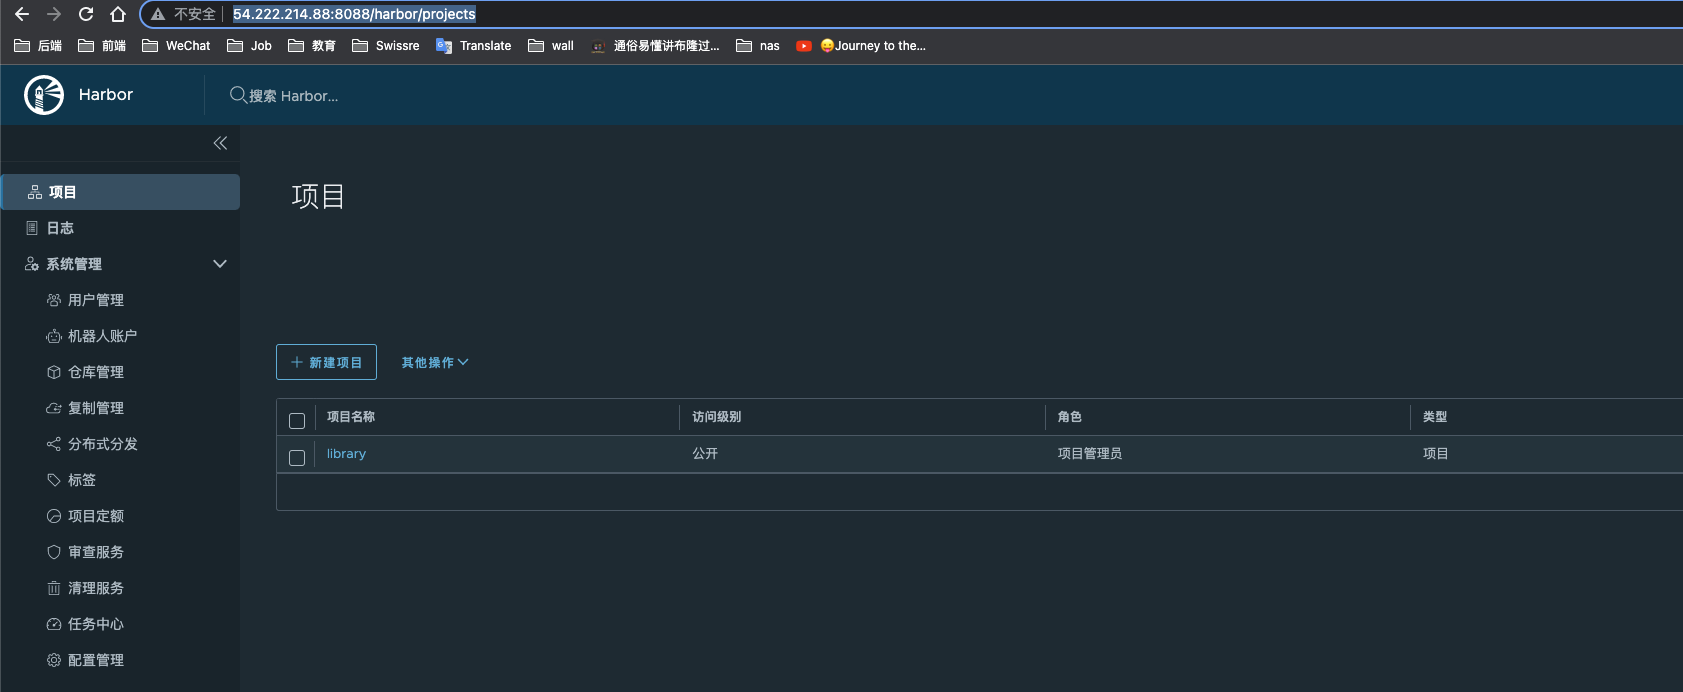 不安全 54.222.214.88:8088/harbor/projects
后端 前端 WeChat Job 教育 Swissre Translate wall 通俗易懂讲布隆过... nas 😛Journey to the...
Harbor 搜索 Harbor...
项目
日志
系统管理
用户管理
机器人账户
仓库管理
复制管理
分布式分发
标签
项目定额
审查服务
清理服务
任务中心
配置管理
项目
+ 新建项目 其他操作
项目名称 访问级别 角色 类型
library 公开 项目管理员 项目